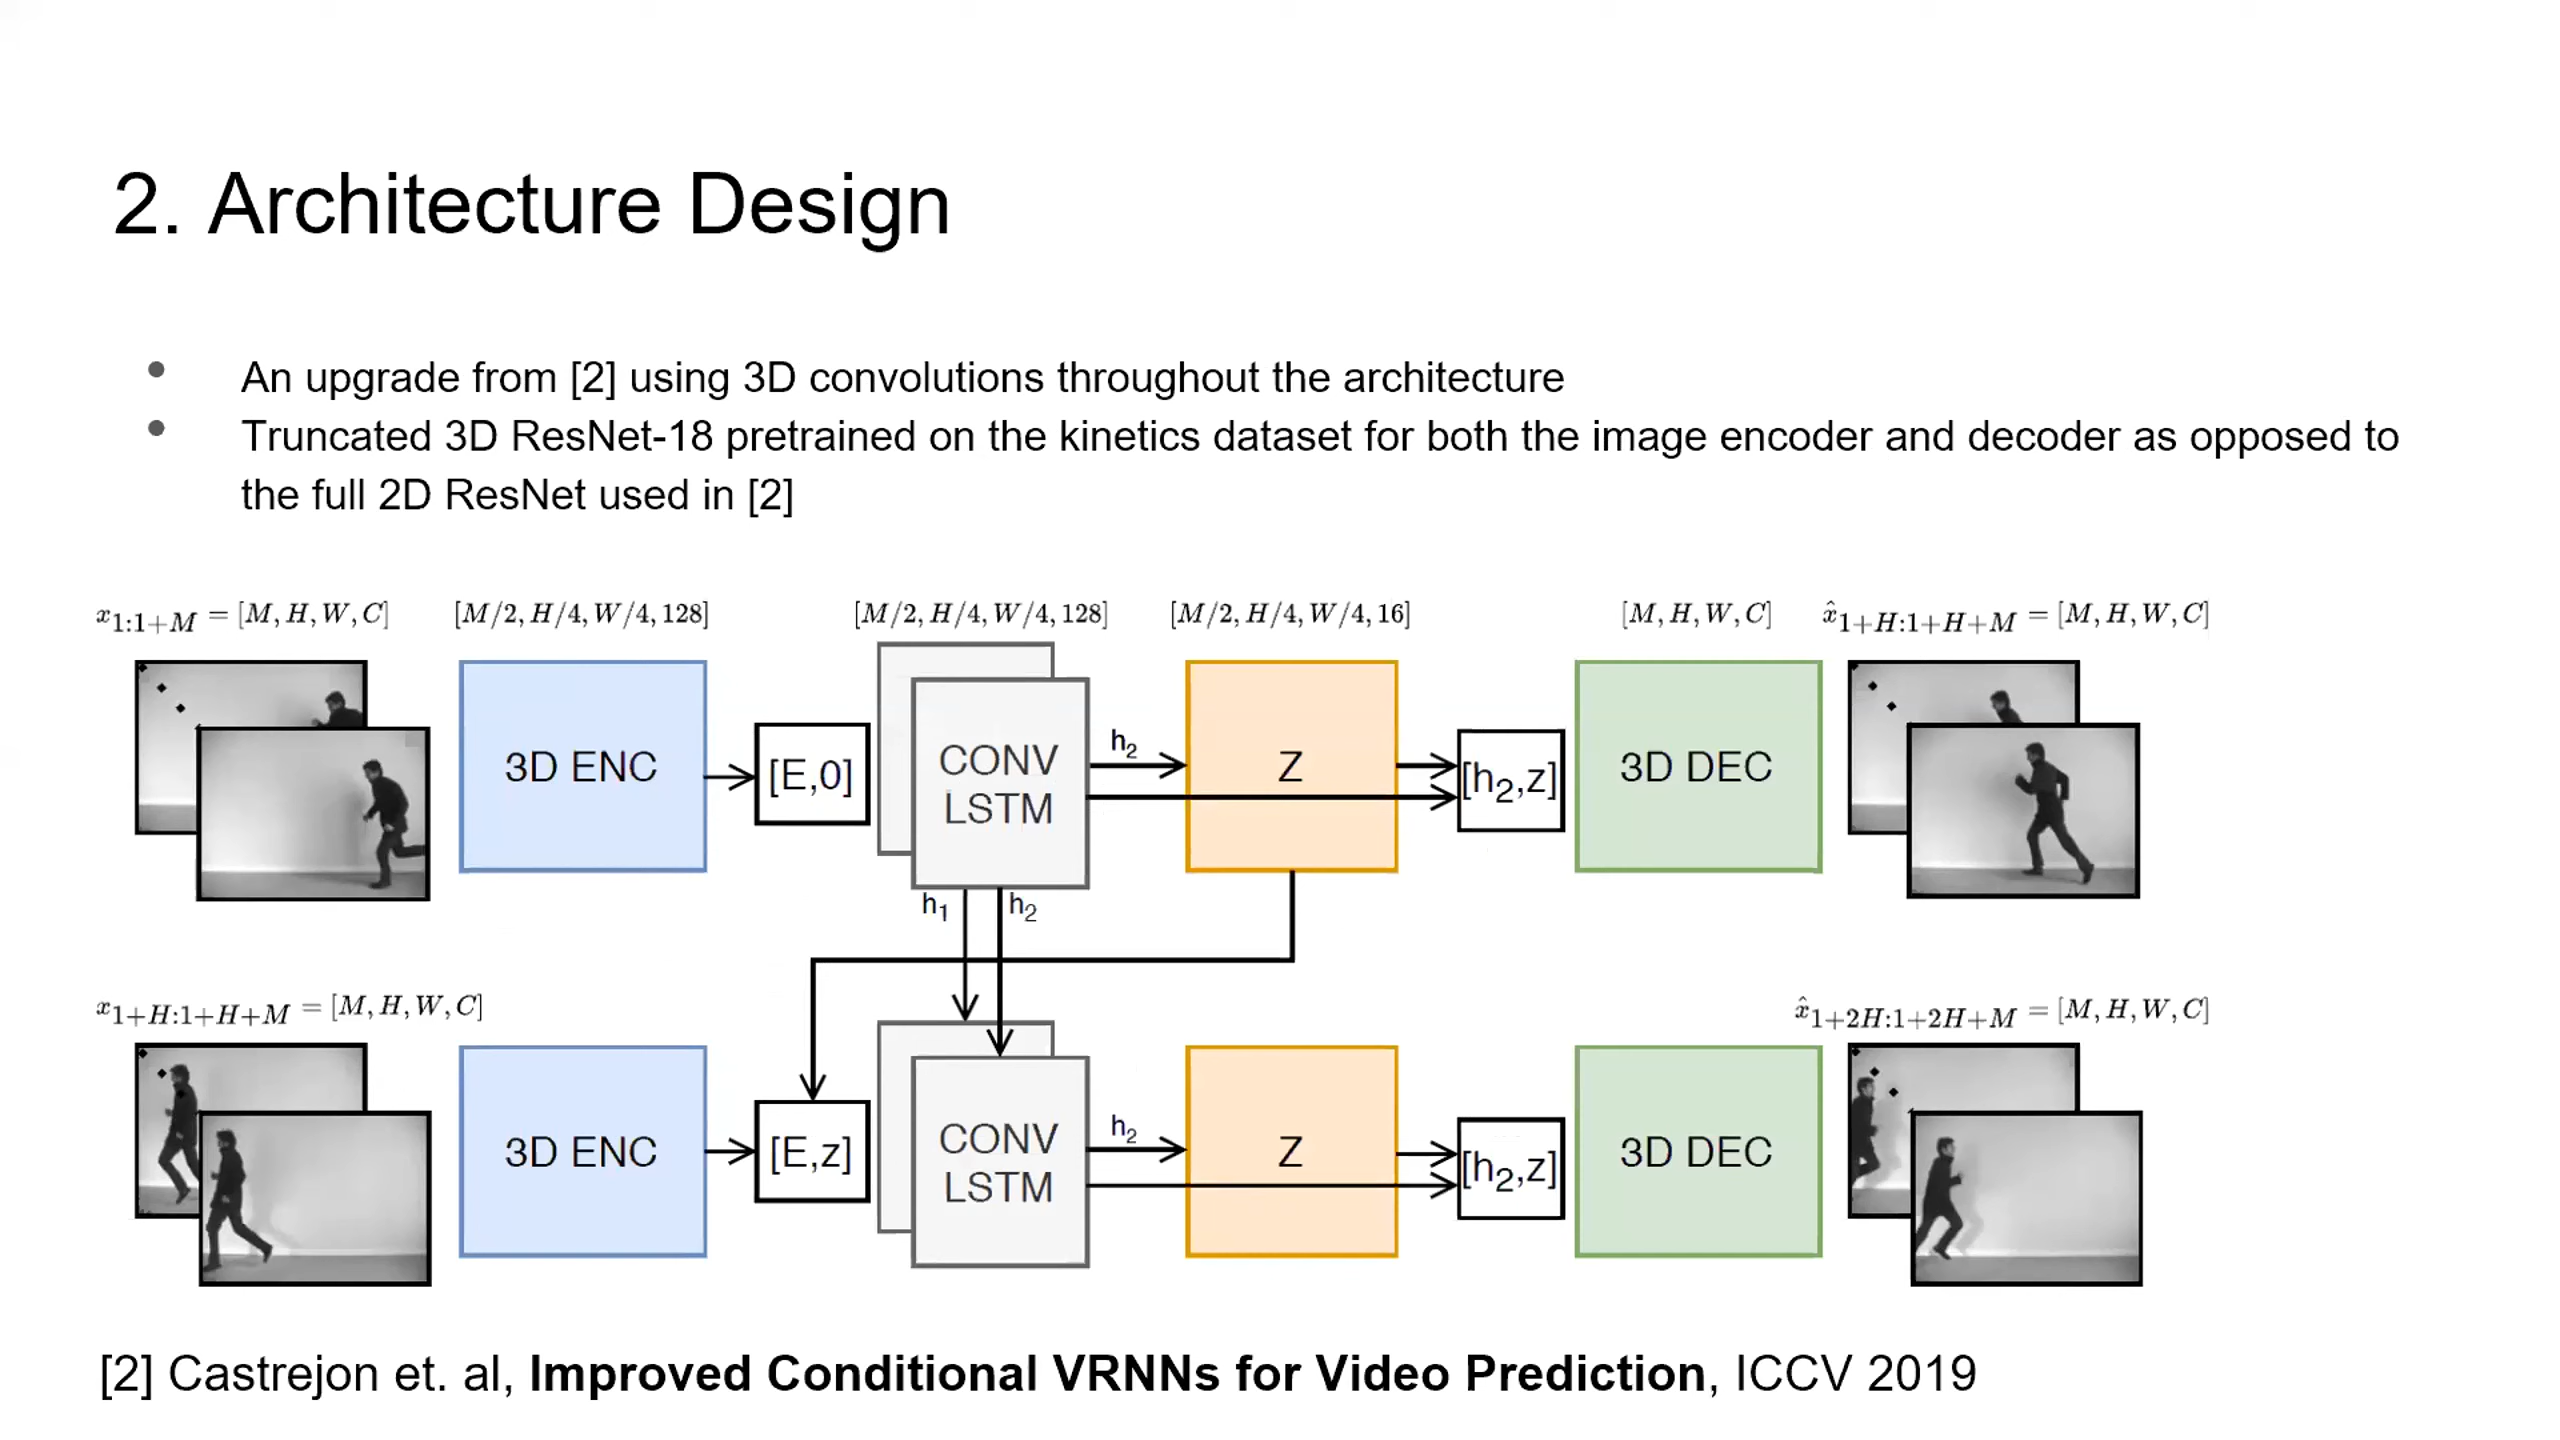 2. Architecture Design
• An upgrade from [2] using 3D convolutions throughout the architecture
• Truncated 3D ResNet-18 pretrained on the kinetics dataset for both the image encoder and decoder as opposed to
the full 2D ResNet used in [2]
x_{1:1+M} = [M, H, W, C]
[M/2, H/4, W/4, 128]
[M/2, H/4, W/4, 128]
[M/2, H/4, W/4, 16]
[M, H, W, C]
x̂_{1+H:1+H+M} = [M, H, W, C]
3D ENC
[E,0]
CONV
LSTM
h₂
Z
[h₂,z]
3D DEC
h₁
h₂
x_{1+H:1+H+M} = [M, H, W, C]
x̂_{1+2H:1+2H+M} = [M, H, W, C]
3D ENC
[E,z]
CONV
LSTM
h₂
Z
[h₂,z]
3D DEC
[2] Castrejon et. al, Improved Conditional VRNNs for Video Prediction, ICCV 2019